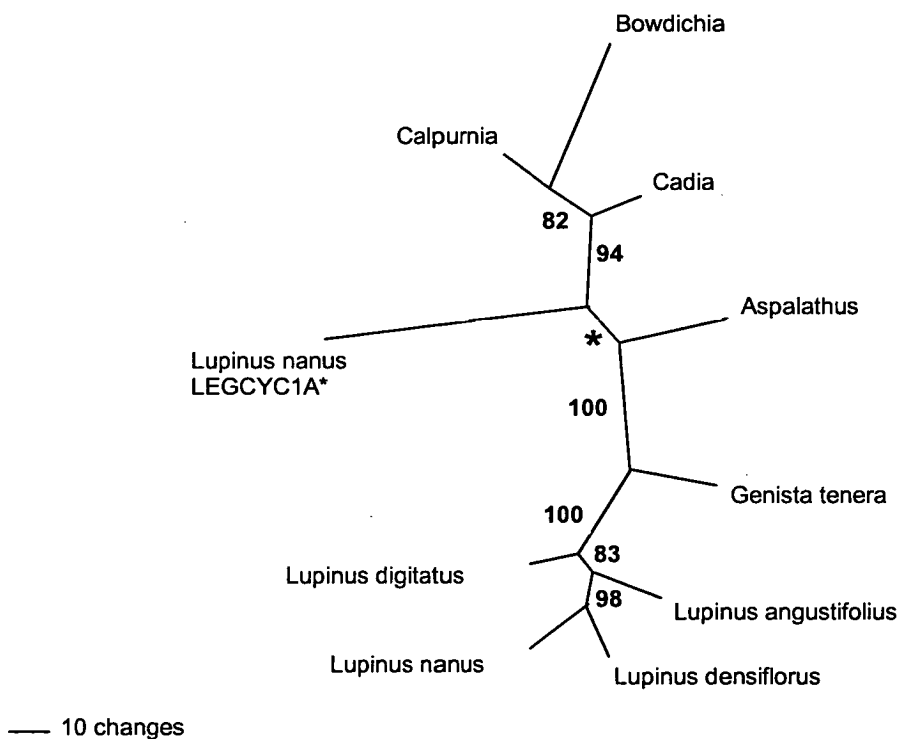 Bowdichia
Calpurnia
Cadia
82
94
Aspalathus
*
Lupinus nanus
LEGCYC1A*
100
Genista tenera
100
83
Lupinus digitatus
98
Lupinus angustifolius
Lupinus nanus
Lupinus densiflorus
10 changes